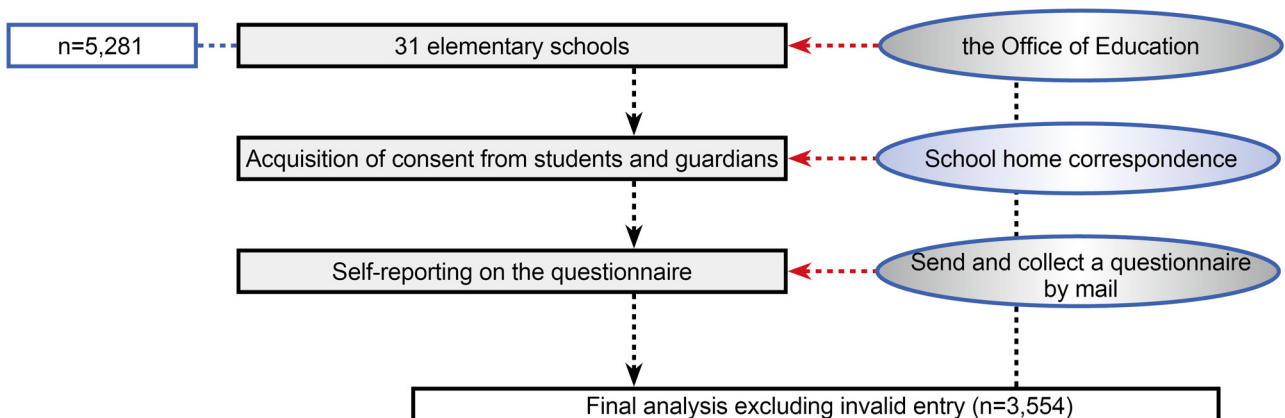 n=5,281
31 elementary schools
the Office of Education
Acquisition of consent from students and guardians
School home correspondence
Self-reporting on the questionnaire
Send and collect a questionnaire
by mail
Final analysis excluding invalid entry (n=3,554)